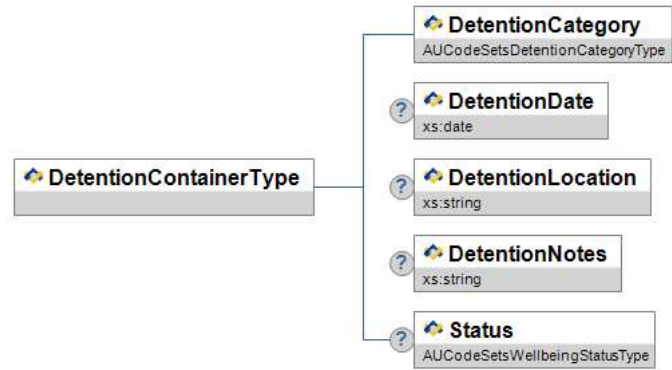 DetentionCategory
AUCodeSetsDetentionCategoryType
?
DetentionDate
xs:date
DetentionContainerType
?
DetentionLocation
xs:string
?
DetentionNotes
xs:string
?
Status
AUCodeSetsWellbeingStatusType